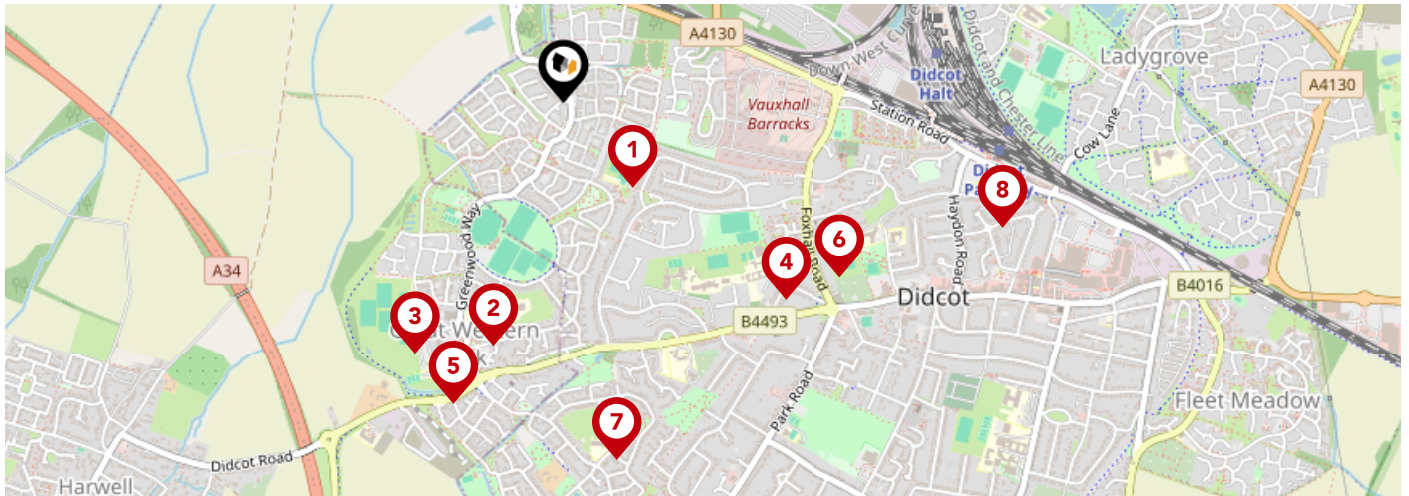 A4130
Down West Cu
Didcot
Halt
Didcot and Chester Line
Ladygrove
A4130
Vauxhall
Barracks
Station Road
Cow Lane
1
8
Greenwood Way
Foxhall Road
Haydon Road
6
4
A34
B4016
Didcot
3
2
B4493
5
Park Road
Fleet Meadow
7
Didcot Road
Harwell